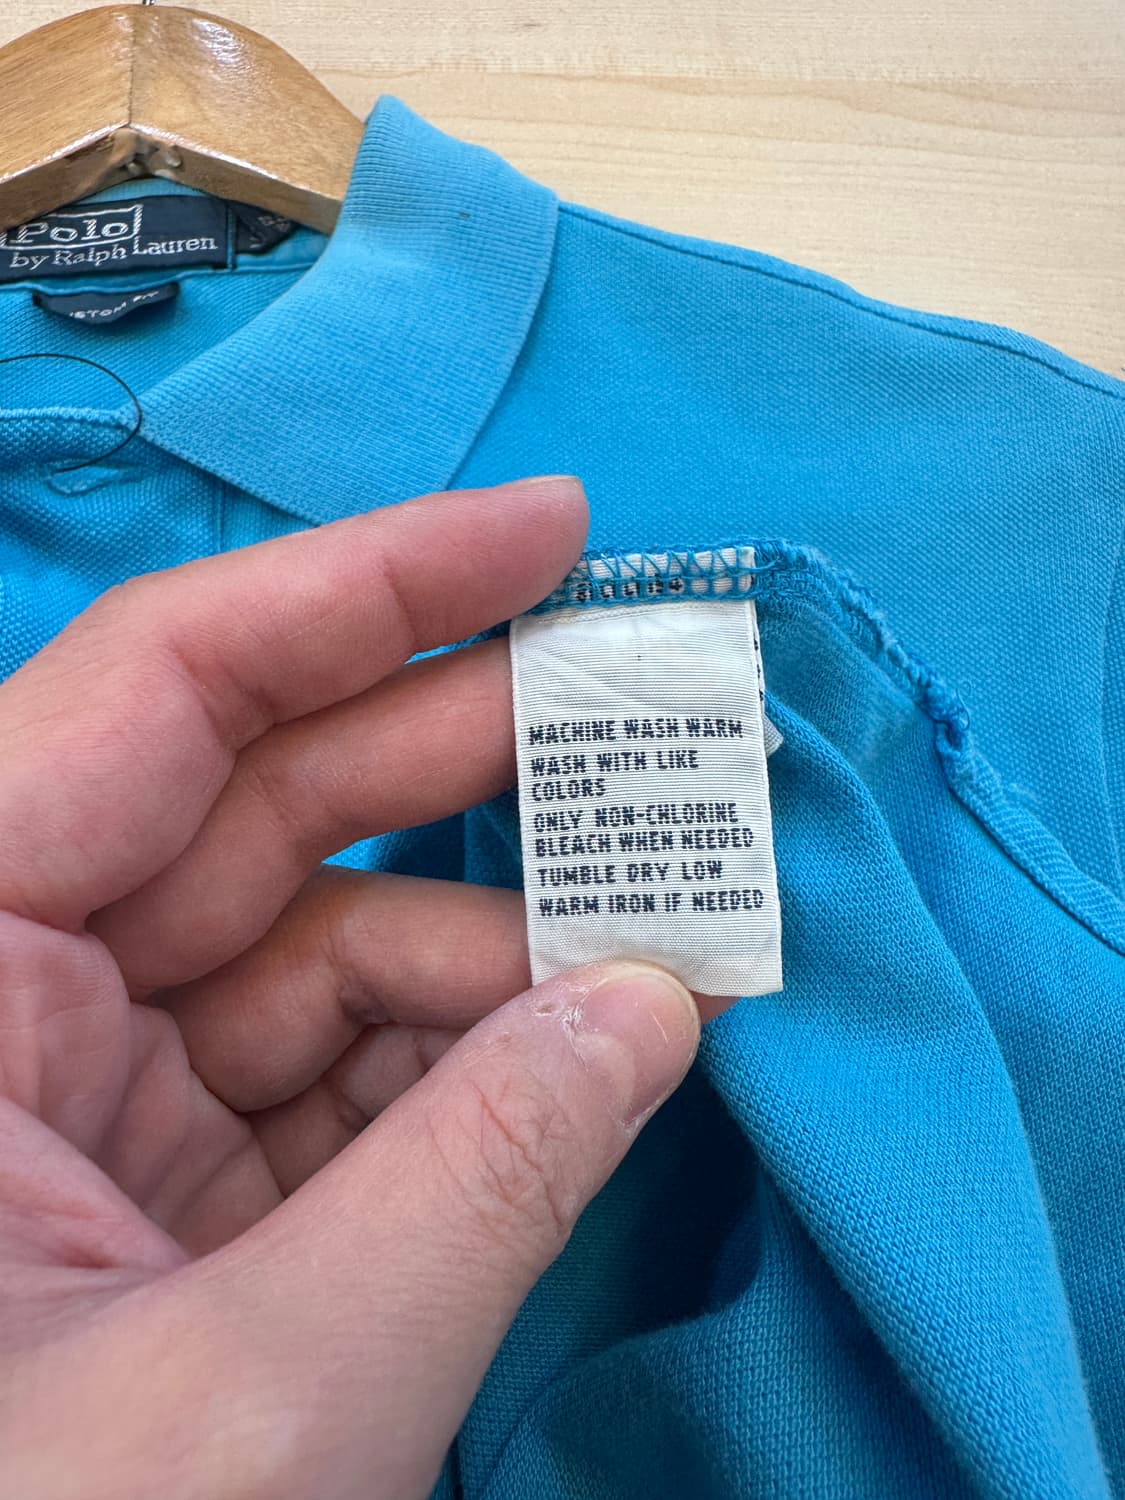 Polo
by Ralph Lauren
MACHINE WASH WARM
WASH WITH LIKE
COLORS
ONLY NON-CHLORINE
BLEACH WHEN NEEDED
TUMBLE DRY LOW
WARM IRON IF NEEDED